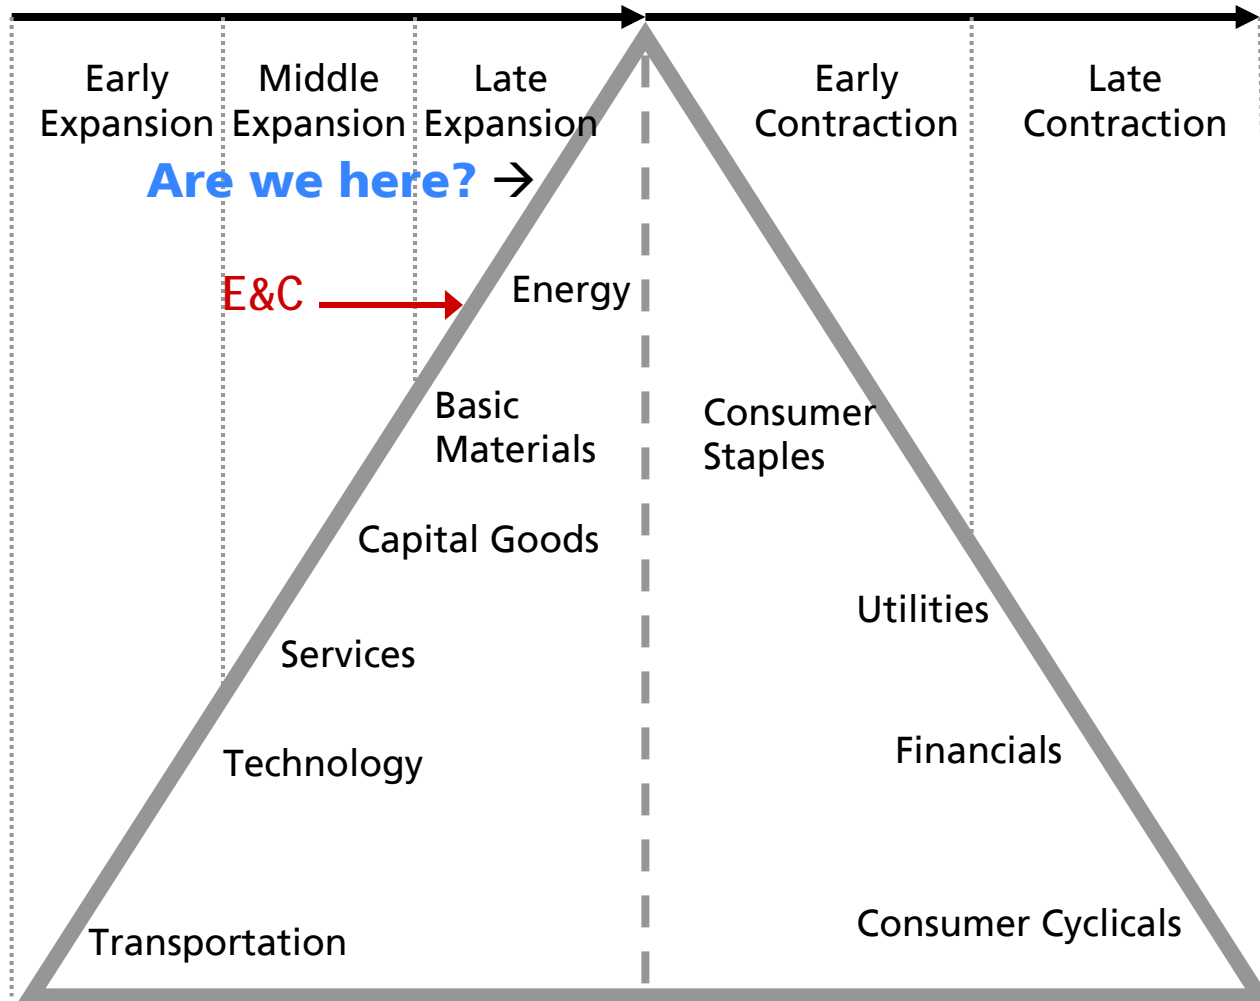 Early
Expansion
Middle
Expansion
Late
Expansion
Early
Contraction
Late
Contraction
Are we here? →
E&C
Energy
Basic
Materials
Consumer
Staples
Capital Goods
Utilities
Services
Financials
Technology
Consumer Cyclicals
Transportation